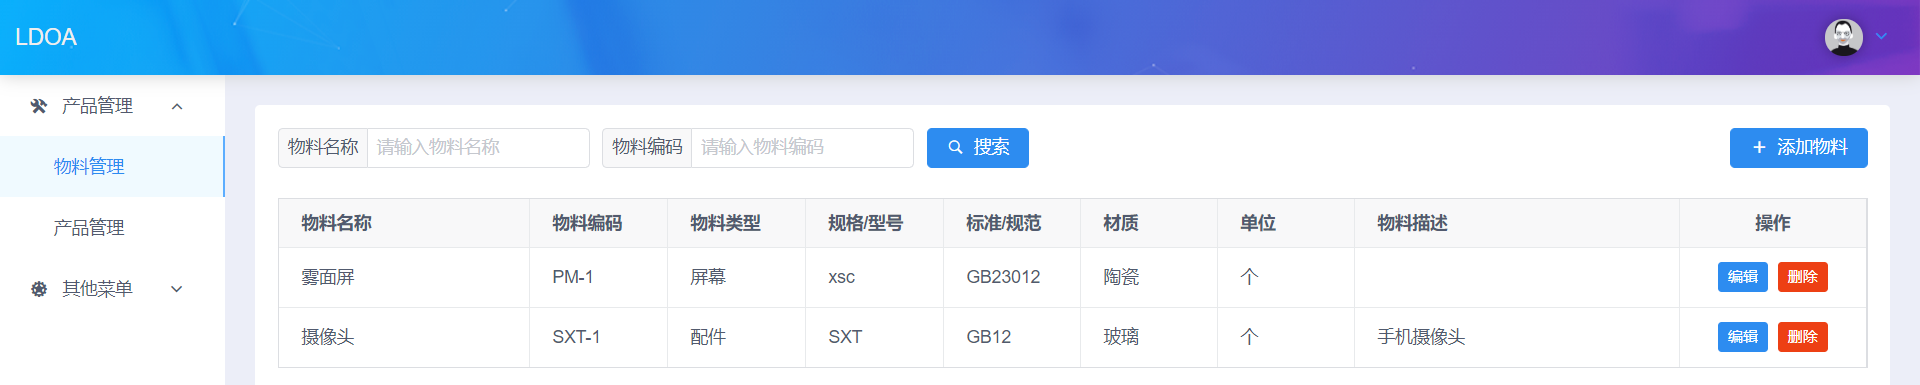 LDOA
产品管理
物料管理
产品管理
其他菜单
物料名称 请输入物料名称 物料编码 请输入物料编码 搜索 添加物料
物料名称 物料编码 物料类型 规格/型号 标准/规范 材质 单位 物料描述 操作
雾面屏 PM-1 屏幕 xsc GB23012 陶瓷 个 编辑 删除
摄像头 SXT-1 配件 SXT GB12 玻璃 个 手机摄像头 编辑 删除